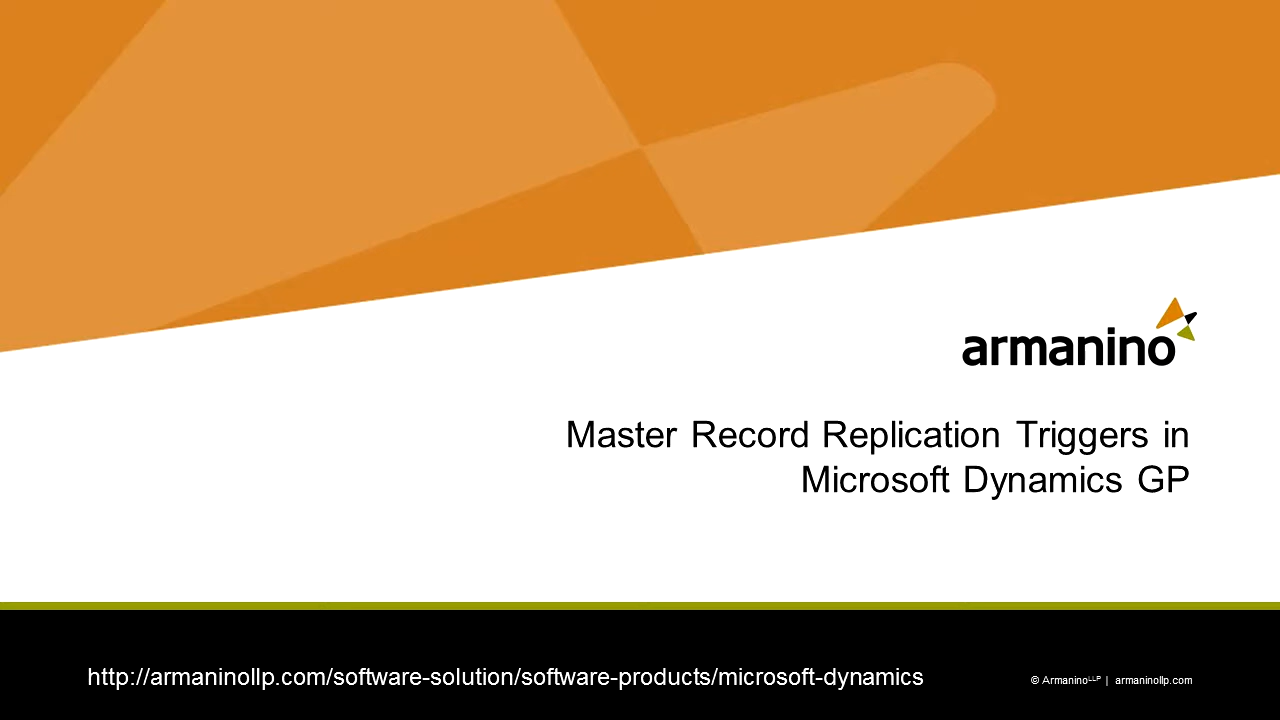 armanino
Master Record Replication Triggers in
Microsoft Dynamics GP
http://armaninollp.com/software-solution/software-products/microsoft-dynamics
© ArmaninoLLP | armaninollp.com